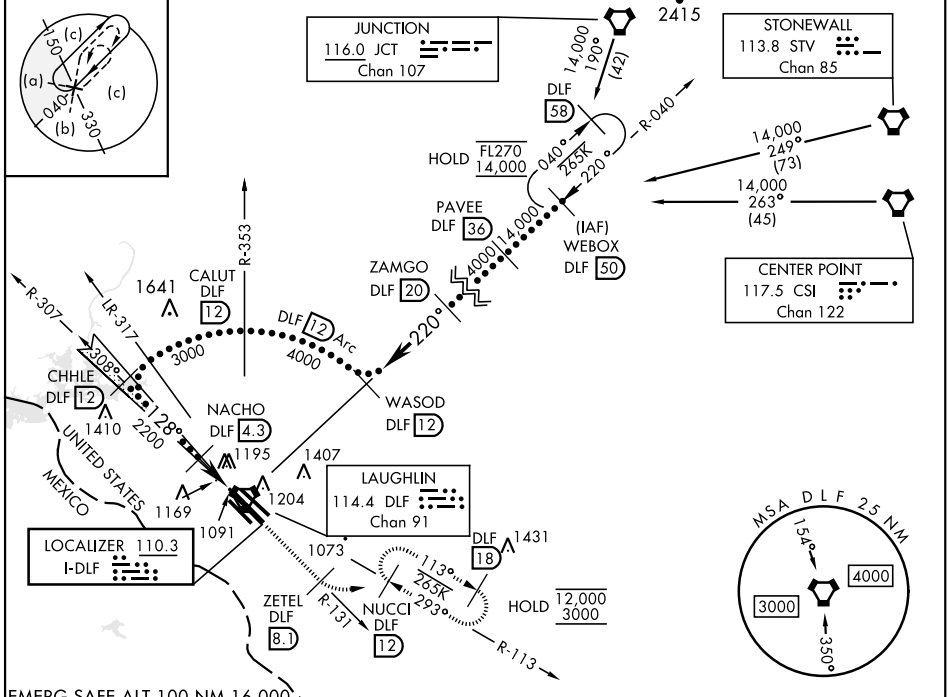 150
(c)
(a)
(c)
040
(b)
330
JUNCTION
116.0 JCT
Chan 107
14,000
190°
(42)
2415
STONEWALL
113.8 STV
Chan 85
DLF
58
R-040
HOLD FL270
14,000
040°
265K
220°
14,000
249°
(73)
14,000
263°
(45)
PAVEE
DLF 36
4000
14,000
(IAF)
WEBOX
DLF 50
CENTER POINT
117.5 CSI
Chan 122
ZAMGO
DLF 20
220°
R-353
CALUT
DLF
12
1641
R-307
LR-317
DLF 12 Arc
3000
4000
308°
CHHLE
DLF 12
1410
128°
2200
WASOD
DLF 12
NACHO
DLF 4.3
1195
1407
1204
1169
1091
UNITED STATES
MEXICO
LAUGHLIN
114.4 DLF
Chan 91
LOCALIZER 110.3
I-DLF
1073
DLF
18
1431
113°
265K
293°
HOLD 12,000
3000
ZETEL
DLF
8.1
R-131
NUCCI
DLF
12
R-113
MSA DLF 25 NM
154°
4000
3000
350°
EMERG SAFE ALT 100 NM 16,000